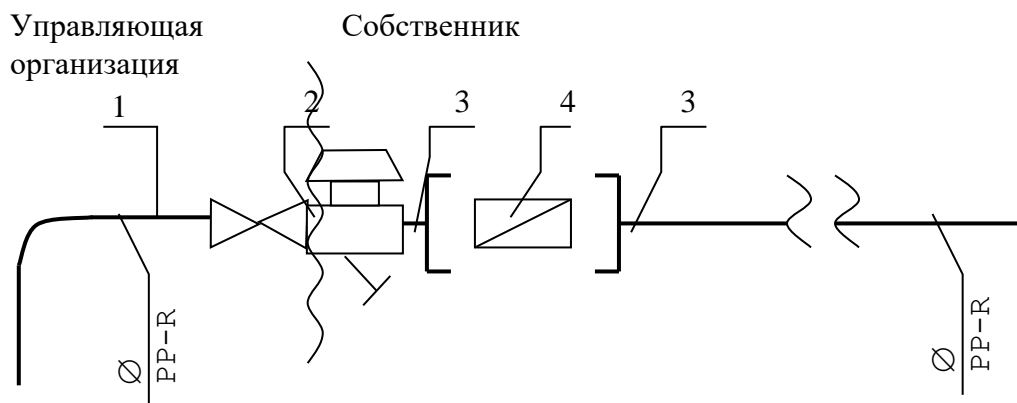 Управляющая
организация
Собственник
1
2
3
4
3
Ø PP-R
Ø PP-R